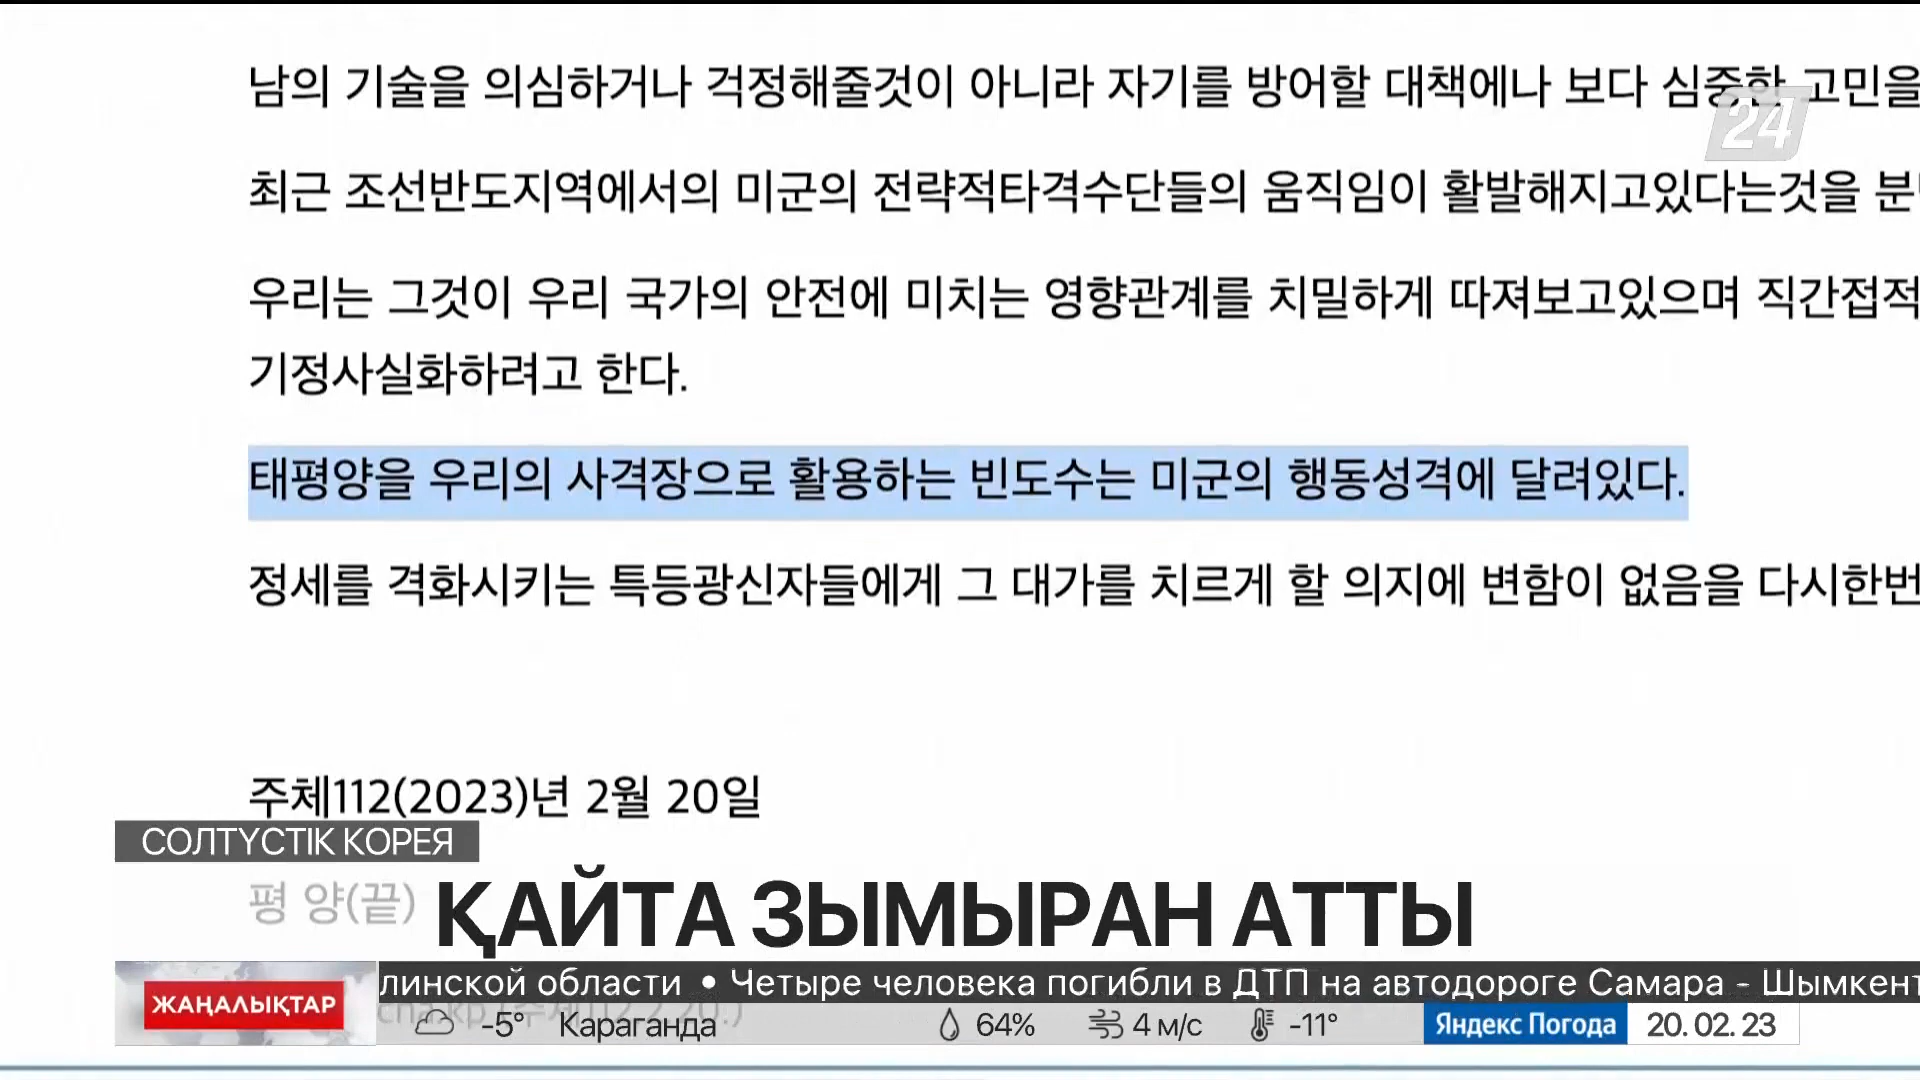 남의 기술을 의심하거나 걱정해줄것이 아니라 자기를 방어할 대책에나 보다 심중한 고민을
24
최근 조선반도지역에서의 미군의 전략적타격수단들의 움직임이 활발해지고있다는것을
우리는 그것이 우리 국가의 안전에 미치는 영향관계를 치밀하게 따져보고있으며 직간접적
기정사실화하려고 한다.
태평양을 우리의 사격장으로 활용하는 빈도수는 미군의 행동성격에 달려있다.
정세를 격화시키는 특등광신자들에게 그 대가를 치르게 할 의지에 변함이 없음을 다시한번
주체112(2023)년 2월 20일
СОЛТҮСТІК КОРЕЯ
평 양(끝)
ҚАЙТА ЗЫМЫРАН АТТЫ
линской области • Четыре человека погибли в ДТП на автодороге Самара - Шымкент
ЖАҢАЛЫҚТАР
-5° Караганда 64% 4 м/с -11° Яндекс Погода 20. 02. 23